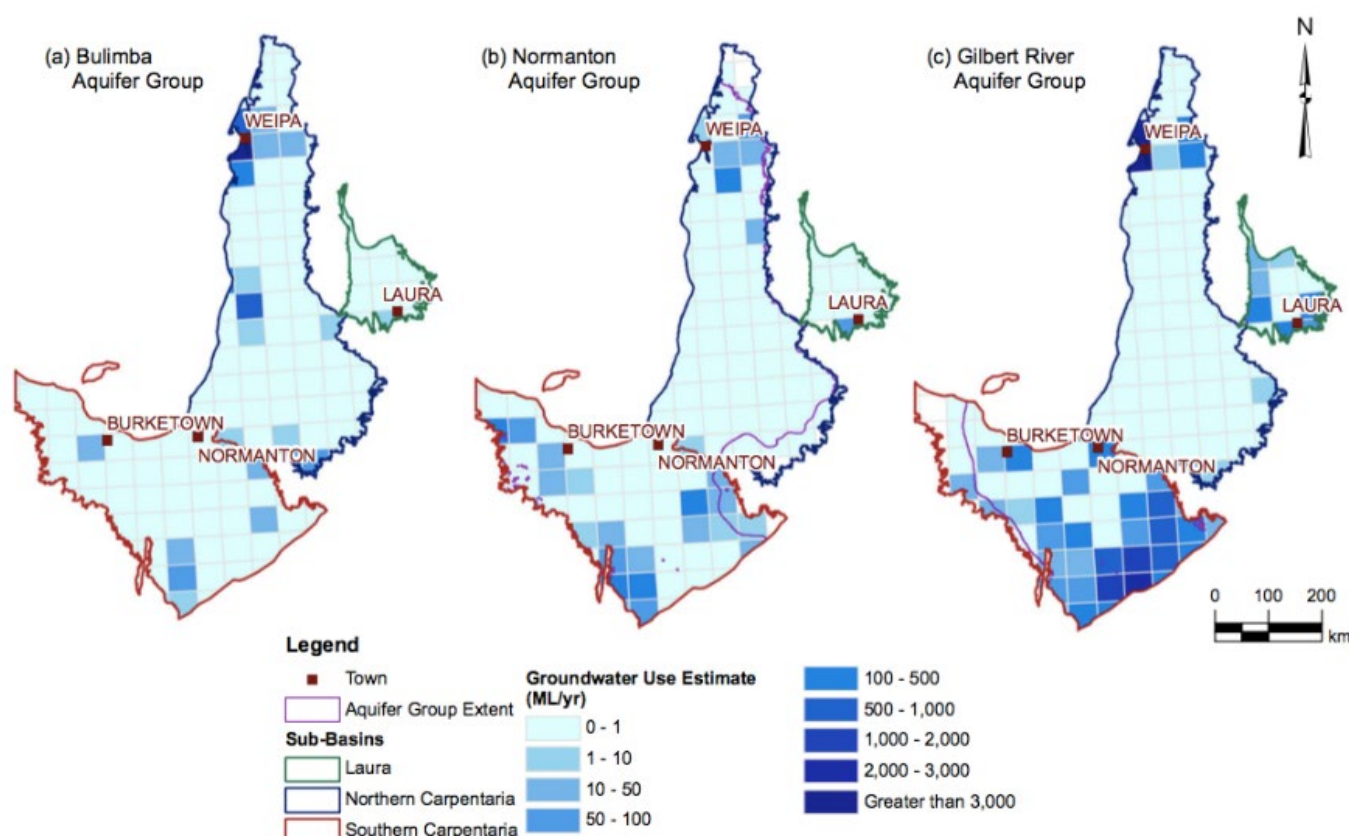 (a) Bulimba
Aquifer Group
WEIPA
LAURA
BURKETOWN
NORMANTON
(b) Normanton
Aquifer Group
WEIPA
LAURA
BURKETOWN
NORMANTON
(c) Gilbert River
Aquifer Group
WEIPA
LAURA
BURKETOWN
NORMANTON
N
0 100 200
km
Legend
Town
Aquifer Group Extent
Sub-Basins
Laura
Northern Carpentaria
Southern Carpentaria
Groundwater Use Estimate
(ML/yr)
0 - 1
1 - 10
10 - 50
50 - 100
100 - 500
500 - 1,000
1,000 - 2,000
2,000 - 3,000
Greater than 3,000